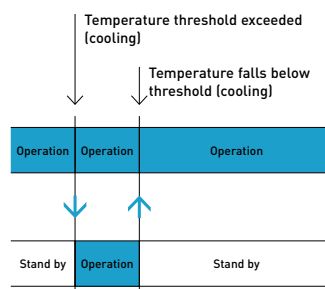 Temperature threshold exceeded
(cooling)
Temperature falls below
threshold (cooling)
Operation Operation Operation
Stand by Operation Stand by